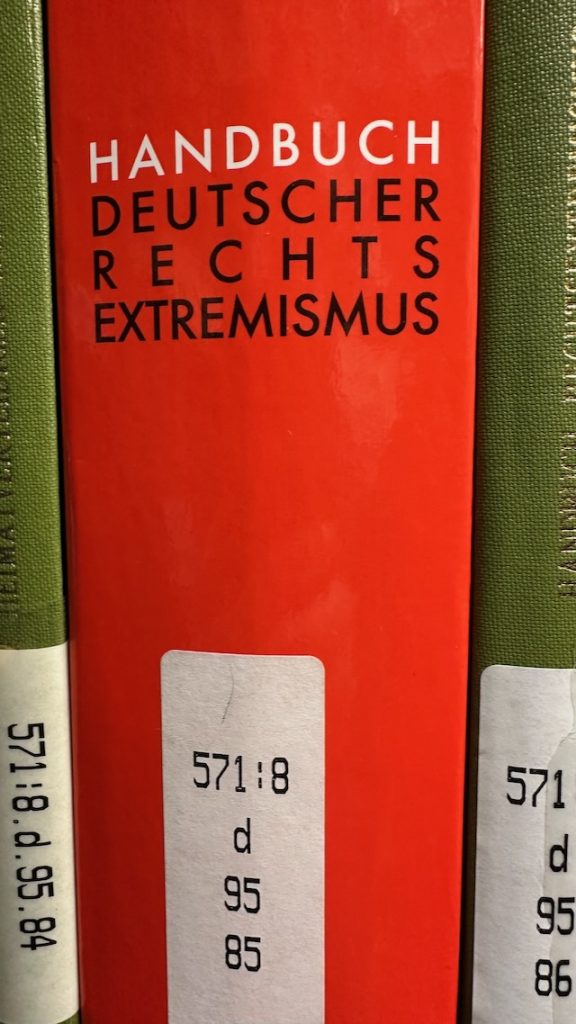 HANDBUCH
DEUTSCHER
RECHTS
EXTREMISMUS
571:8
d
95
85
571:8.d.95.84
571
d
95
86